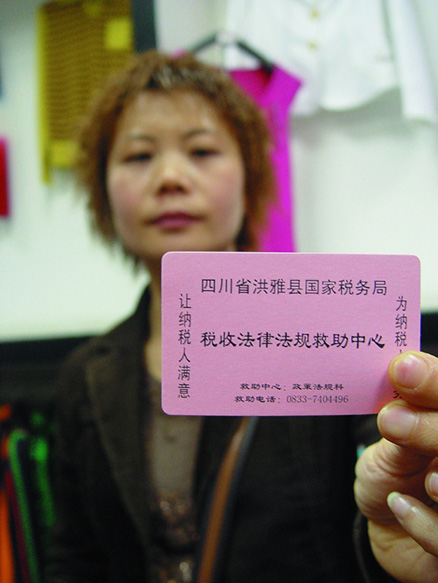 四川省洪雅县国家税务局
税收法律法规救助中心
救助中心：政策法规科
救助电话：0833-7404496
让纳税人满意
为纳税